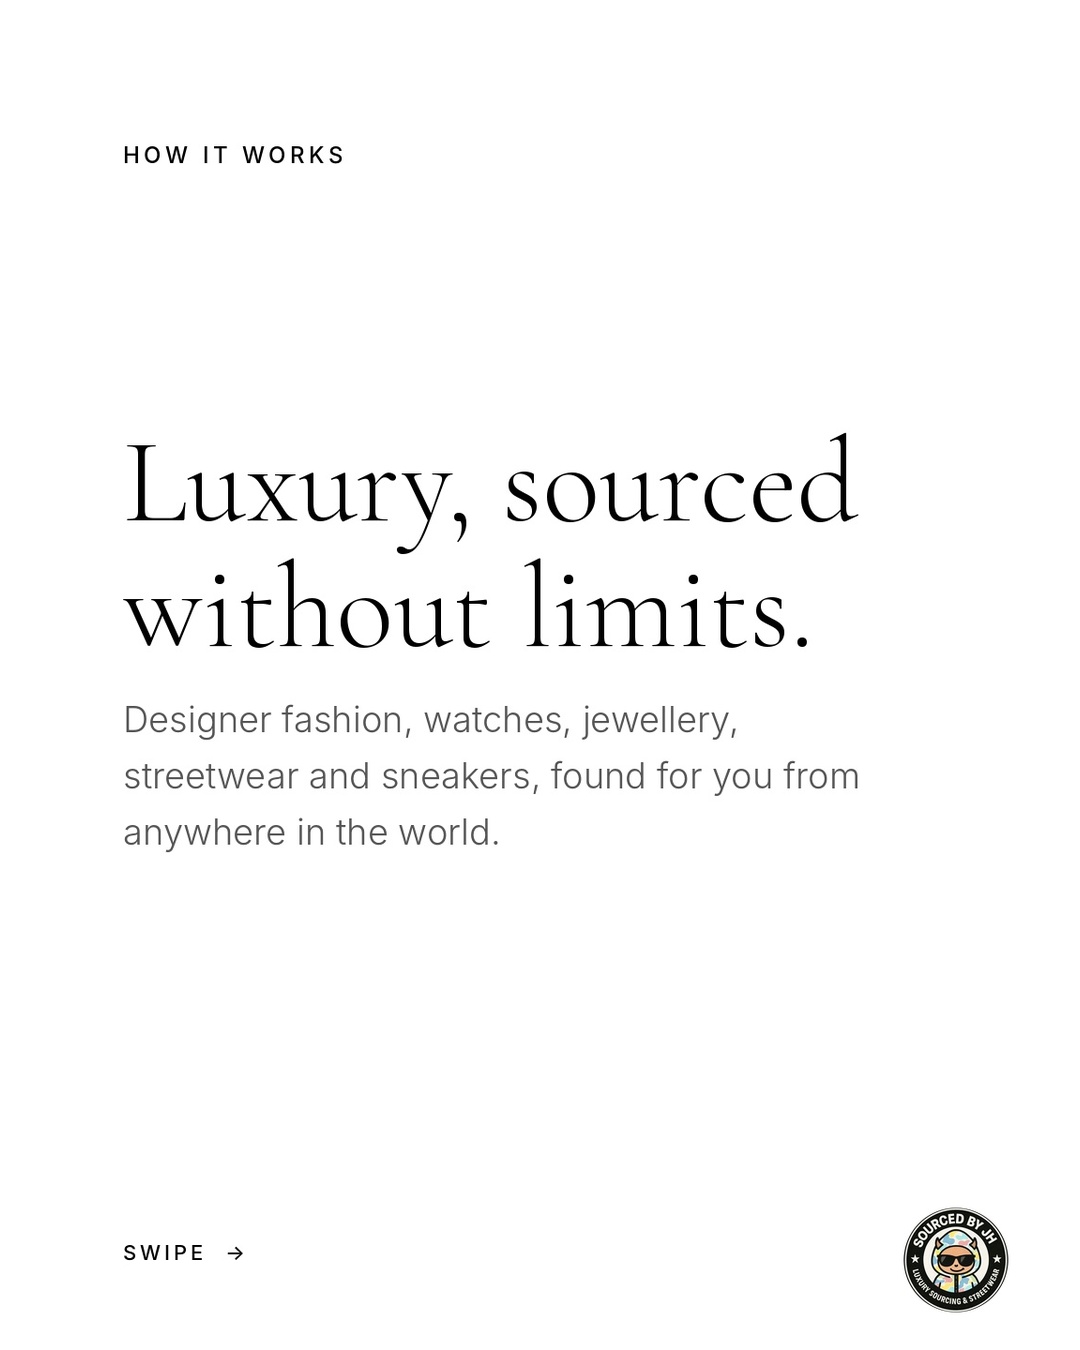 HOW IT WORKS
Luxury, sourced
without limits.
Designer fashion, watches, jewellery,
streetwear and sneakers, found for you from
anywhere in the world.
SWIPE →
SOURCED BY JH
LUXURY SOURCING & STREETWEAR